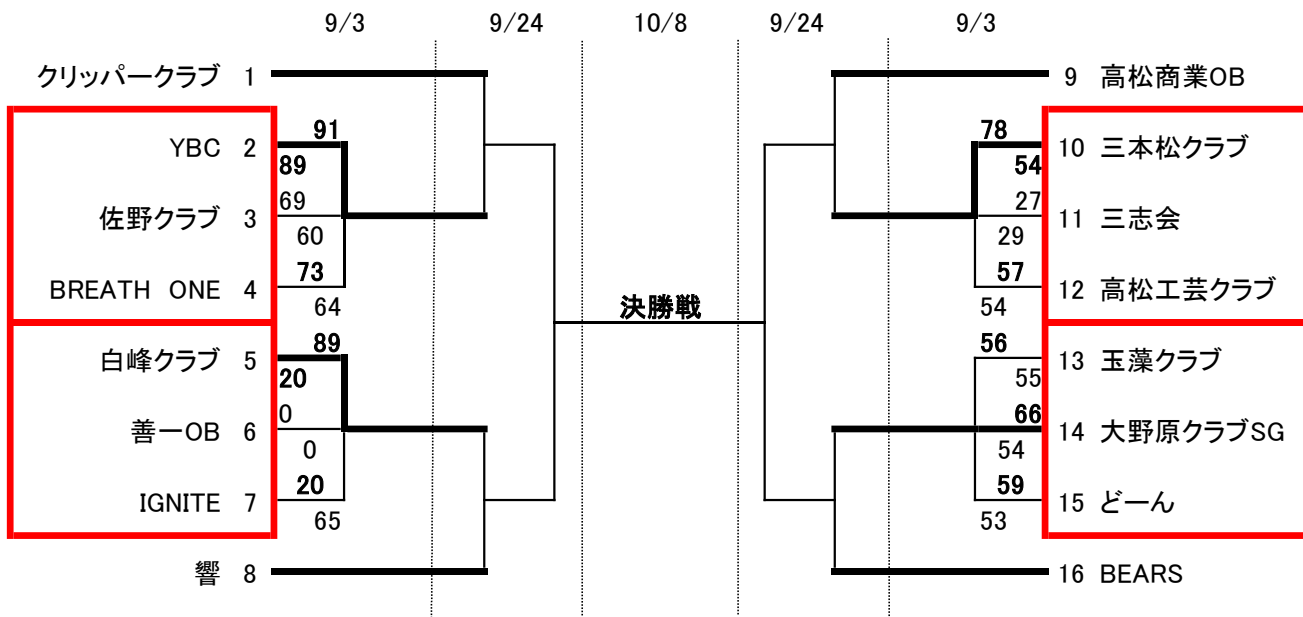 9/3 9/24 10/8 9/24 9/3
クリッパークラブ 1
9 高松商業OB
91
78
YBC 2
10 三本松クラブ
89
54
69
27
佐野クラブ 3
11 三志会
60
29
73
57
BREATH ONE 4
12 高松工芸クラブ
64
54
決勝戦
89
56
白峰クラブ 5
13 玉藻クラブ
20
55
0
66
善一OB 6
14 大野原クラブSG
0
54
20
59
IGNITE 7
15 どーん
65
53
響 8
16 BEARS